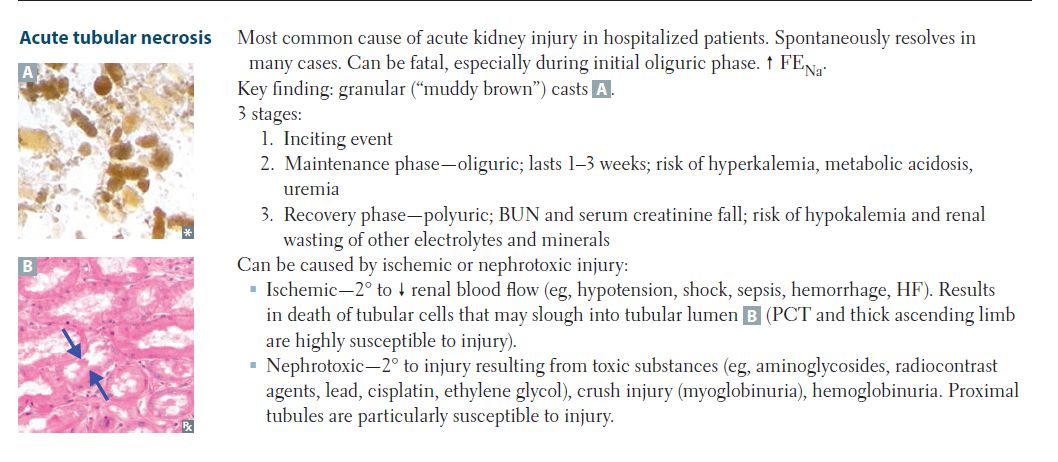 Acute tubular necrosis
Most common cause of acute kidney injury in hospitalized patients. Spontaneously resolves in
many cases. Can be fatal, especially during initial oliguric phase. ↑ FENa.
Key finding: granular (“muddy brown”) casts A.
3 stages:
1. Inciting event
2. Maintenance phase—oliguric; lasts 1–3 weeks; risk of hyperkalemia, metabolic acidosis,
uremia
3. Recovery phase—polyuric; BUN and serum creatinine fall; risk of hypokalemia and renal
wasting of other electrolytes and minerals
Can be caused by ischemic or nephrotoxic injury:
▪ Ischemic—2° to ↓ renal blood flow (eg, hypotension, shock, sepsis, hemorrhage, HF). Results
in death of tubular cells that may slough into tubular lumen B (PCT and thick ascending limb
are highly susceptible to injury).
▪ Nephrotoxic—2° to injury resulting from toxic substances (eg, aminoglycosides, radiocontrast
agents, lead, cisplatin, ethylene glycol), crush injury (myoglobinuria), hemoglobinuria. Proximal
tubules are particularly susceptible to injury.
A
*
B
℞